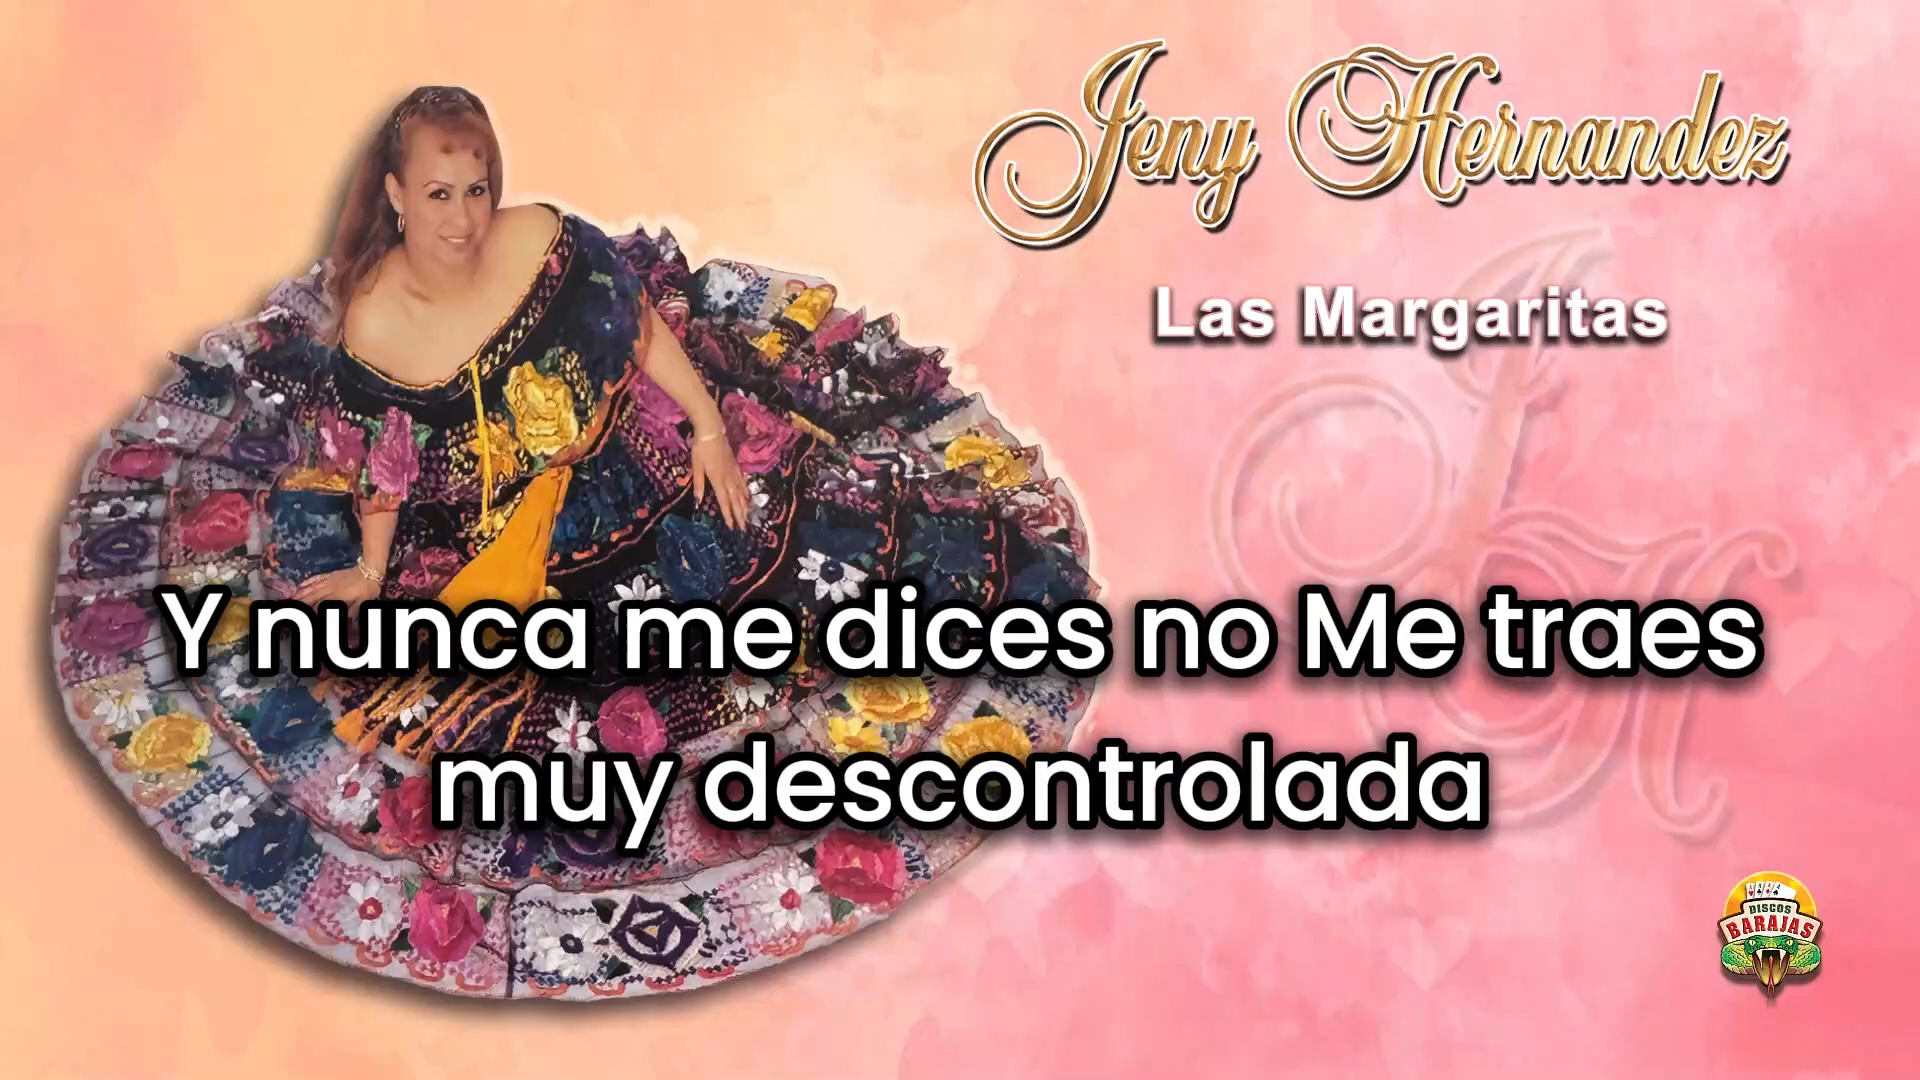 Jeny Hernandez
Las Margaritas
Y nunca me dices no Me traes
muy descontrolada
DISCOS
BARAJAS